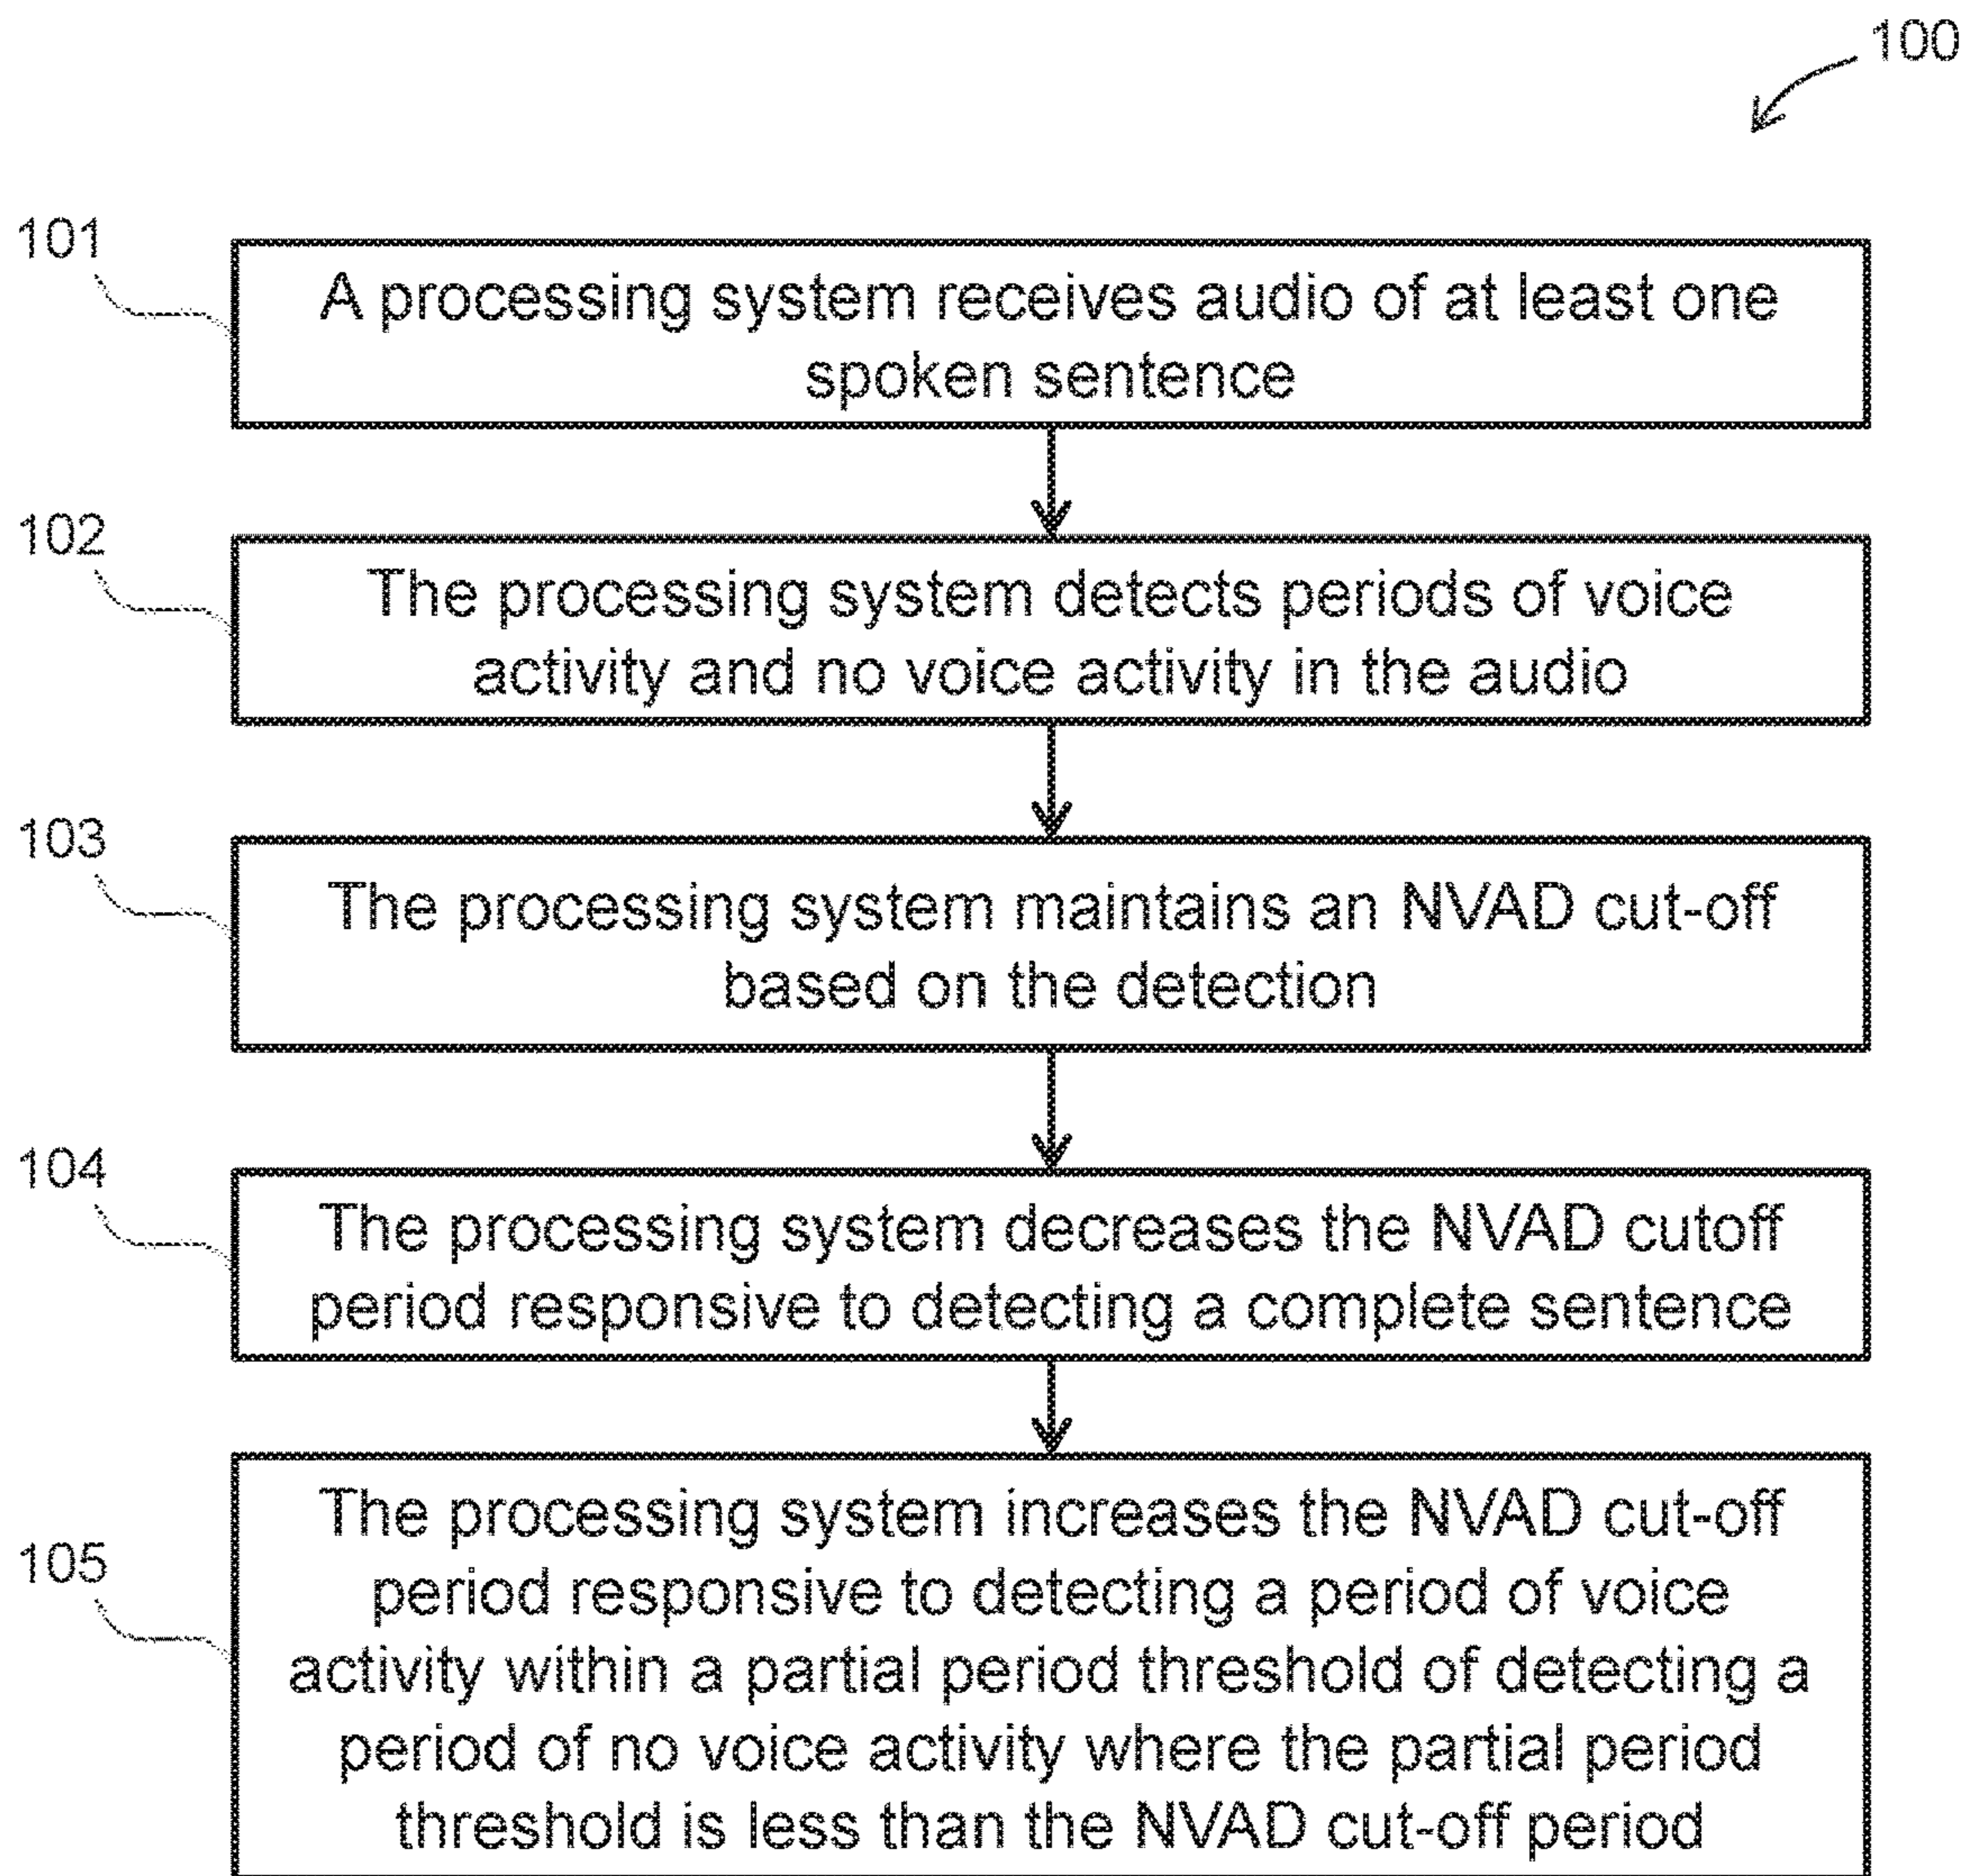 100
101
A processing system receives audio of at least one
spoken sentence
102
The processing system detects periods of voice
activity and no voice activity in the audio
103
The processing system maintains an NVAD cut-off
based on the detection
104
The processing system decreases the NVAD cutoff
period responsive to detecting a complete sentence
105
The processing system increases the NVAD cut-off
period responsive to detecting a period of voice
activity within a partial period threshold of detecting a
period of no voice activity where the partial period
threshold is less than the NVAD cut-off period